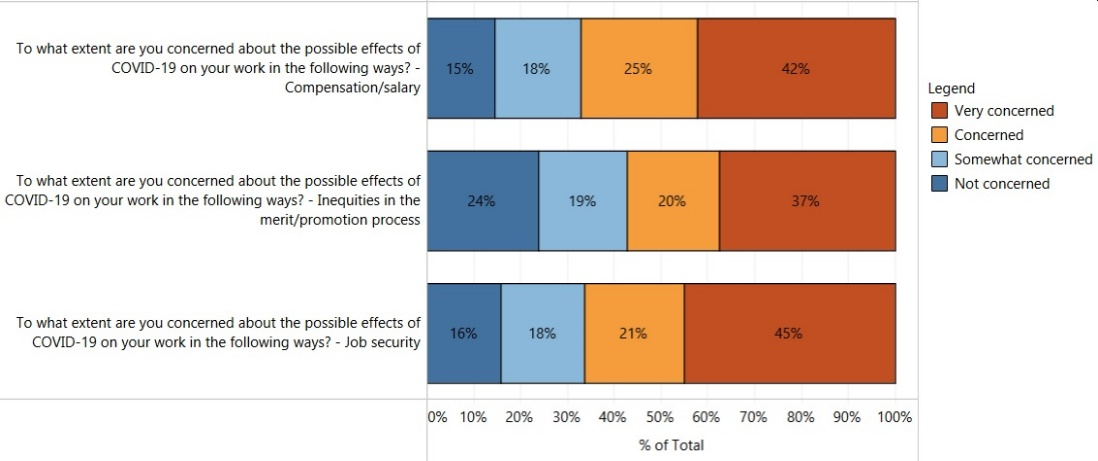 To what extent are you concerned about the possible effects of
COVID-19 on your work in the following ways? -
Compensation/salary
15% 18% 25% 42%
To what extent are you concerned about the possible effects of
COVID-19 on your work in the following ways? - Inequities in the
merit/promotion process
24% 19% 20% 37%
To what extent are you concerned about the possible effects of
COVID-19 on your work in the following ways? - Job security
16% 18% 21% 45%
0% 10% 20% 30% 40% 50% 60% 70% 80% 90% 100%
% of Total
Legend
Very concerned
Concerned
Somewhat concerned
Not concerned